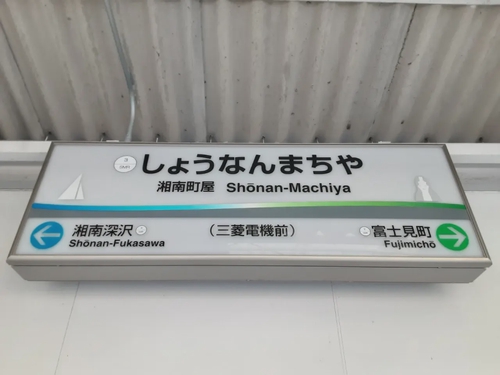 しょうなんまちや
湘南町屋 Shōnan-Machiya
湘南深沢
Shōnan-Fukasawa
(三菱電機前)
富士見町
Fujimichō